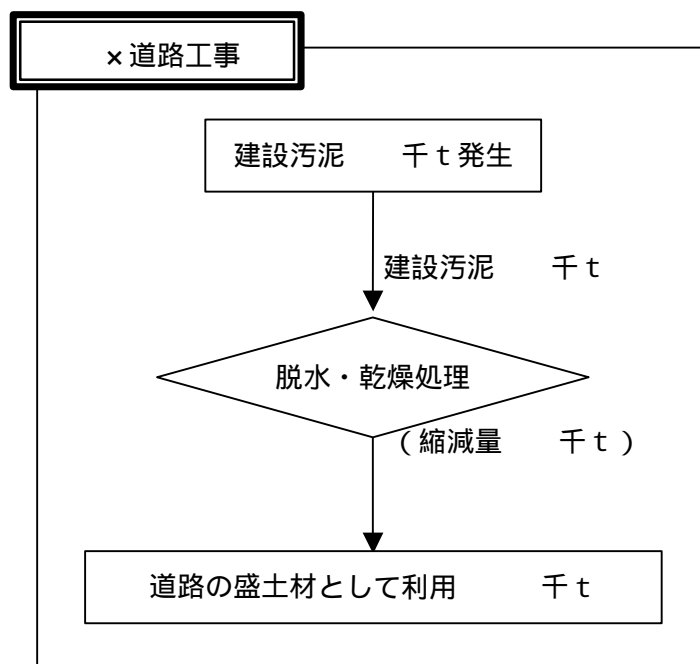 ×道路工事
建設汚泥　　千ｔ発生
建設汚泥　　千ｔ
脱水・乾燥処理
（縮減量　　千ｔ）
道路の盛土材として利用　　　千ｔ